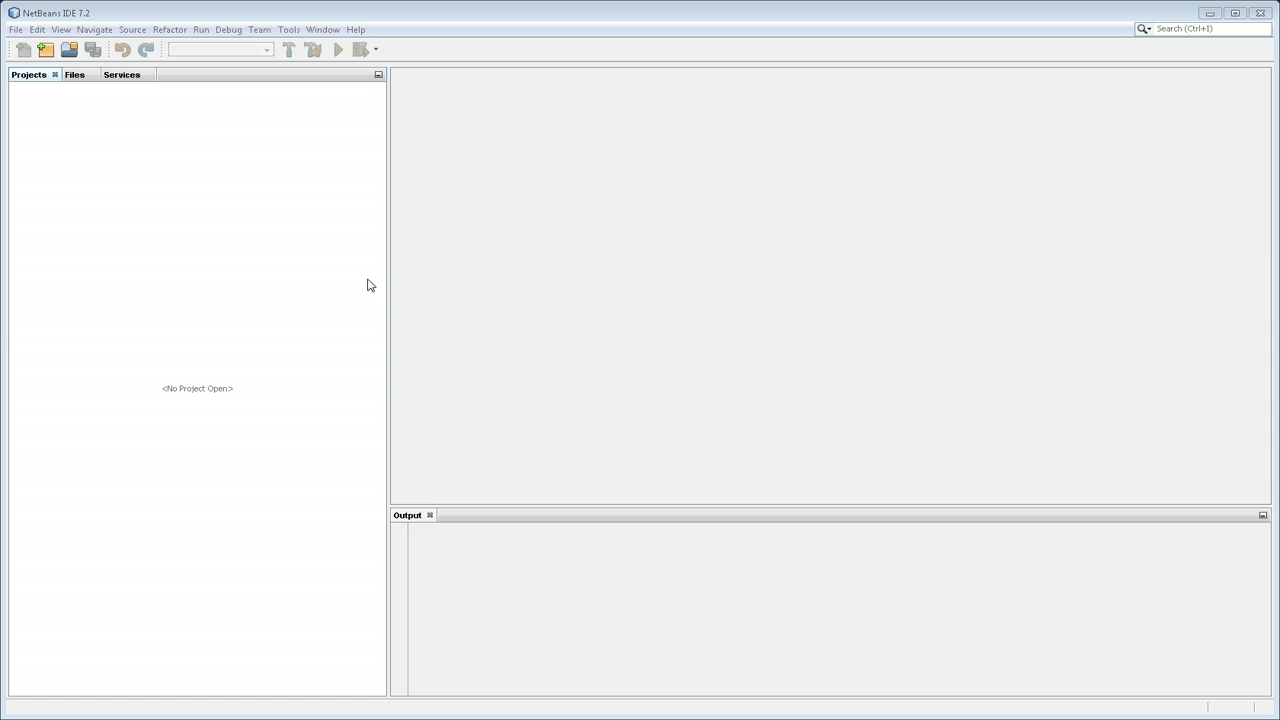 NetBeans IDE 7.2
File Edit View Navigate Source Refactor Run Debug Team Tools Window Help
Search (Ctrl+I)
Projects Files Services
<No Project Open>
Output